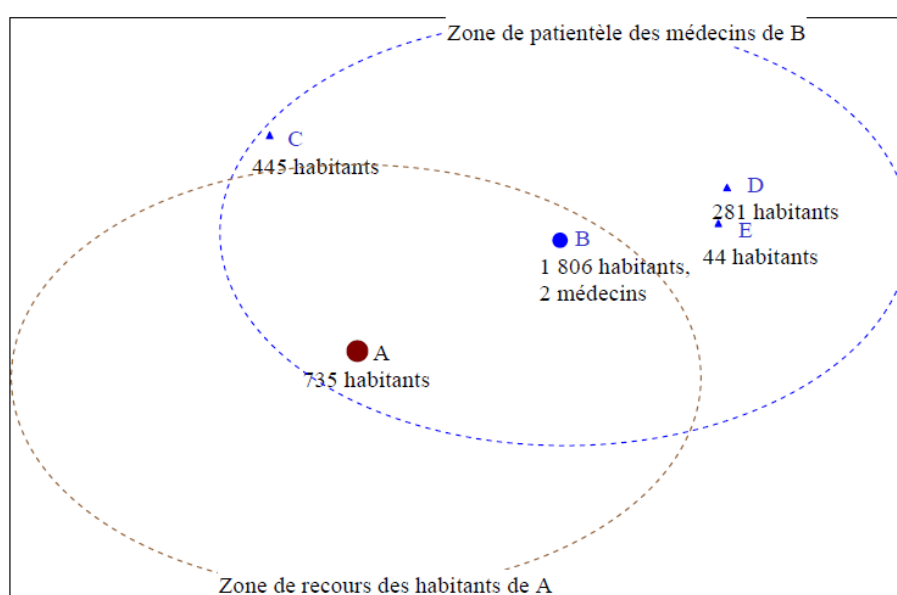 Zone de patientèle des médecins de B
C
445 habitants
D
281 habitants
B
E
44 habitants
1 806 habitants,
2 médecins
A
735 habitants
Zone de recours des habitants de A